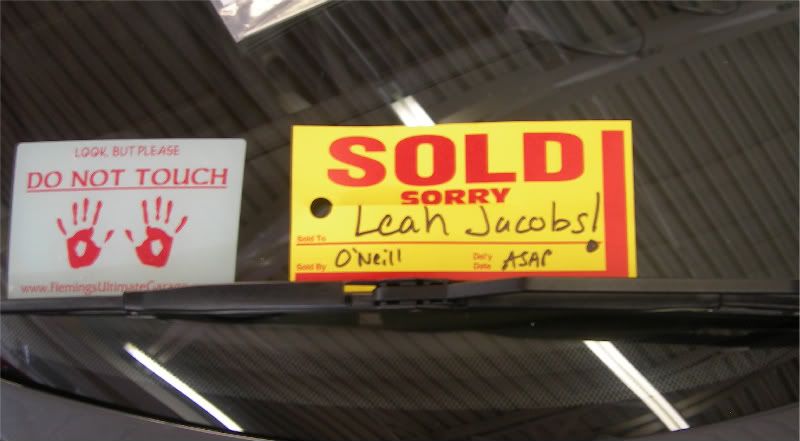 LOOK, BUT PLEASE
DO NOT TOUCH
www.FlemingsUltimateGarage
SOLD
SORRY
Sold To Leah Jacobs!
Sold By O'Neill Del'y Date ASAP